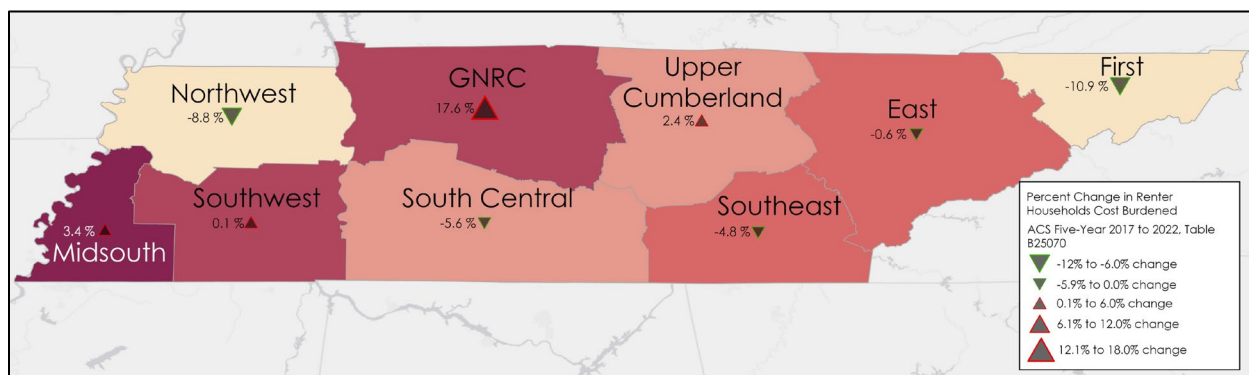 Northwest
-8.8 %
GNRC
17.6 %
Upper
Cumberland
2.4 %
East
-0.6 %
First
-10.9 %
3.4 %
Midsouth
Southwest
0.1 %
South Central
-5.6 %
Southeast
-4.8 %
Percent Change in Renter
Households Cost Burdened
ACS Five-Year 2017 to 2022, Table
B25070
-12% to -6.0% change
-5.9% to 0.0% change
0.1% to 6.0% change
6.1% to 12.0% change
12.1% to 18.0% change